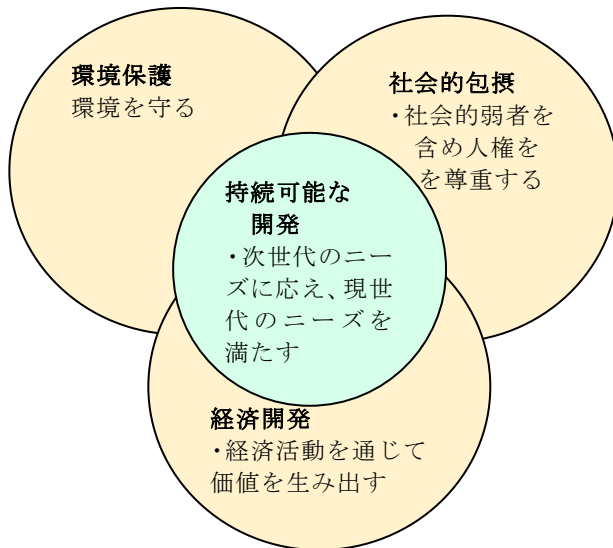 環境保護
環境を守る
社会的包摂
・社会的弱者を
含め人権を
を尊重する
持続可能な
開発
・次世代のニー
ズに応え、現世
代のニーズを
満たす
経済開発
・経済活動を通じて
価値を生み出す